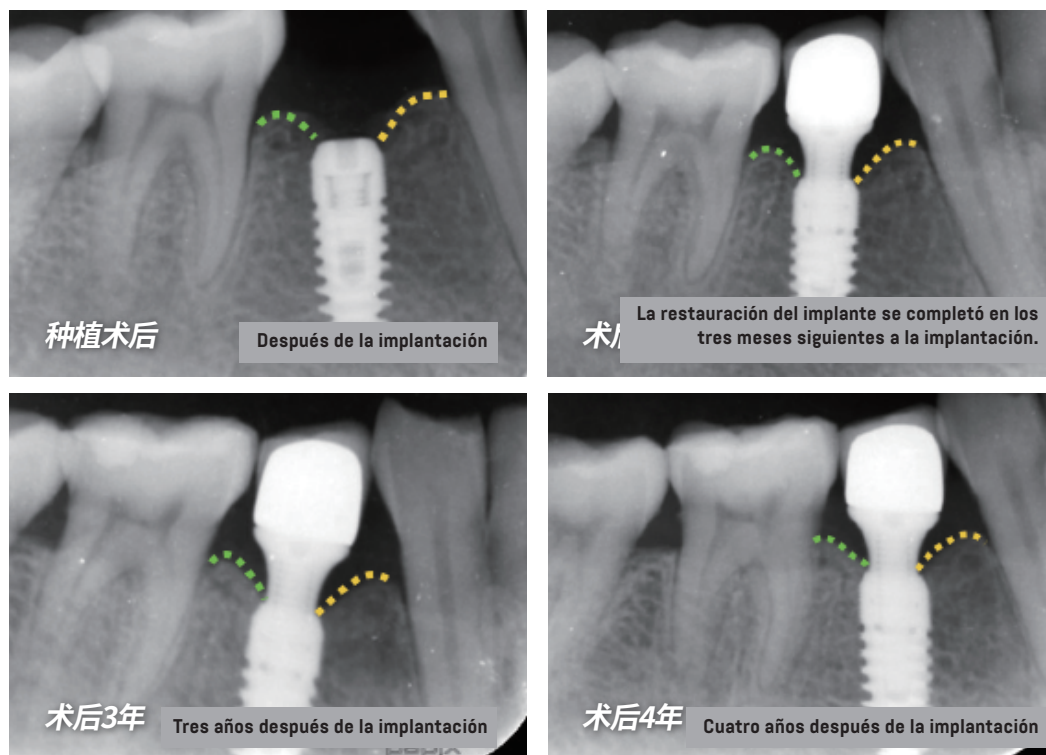 种植术后
Después de la implantación
术后
La restauración del implante se completó en los
tres meses siguientes a la implantación.
术后3年
Tres años después de la implantación
术后4年
Cuatro años después de la implantación